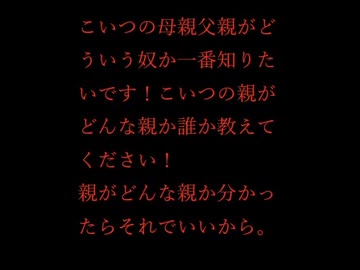 こいつの母親父親がど
ういう奴か一番知りた
いです！こいつの親が
どんな親か誰か教えて
ください！
親がどんな親か分かっ
たらそれでいいから。